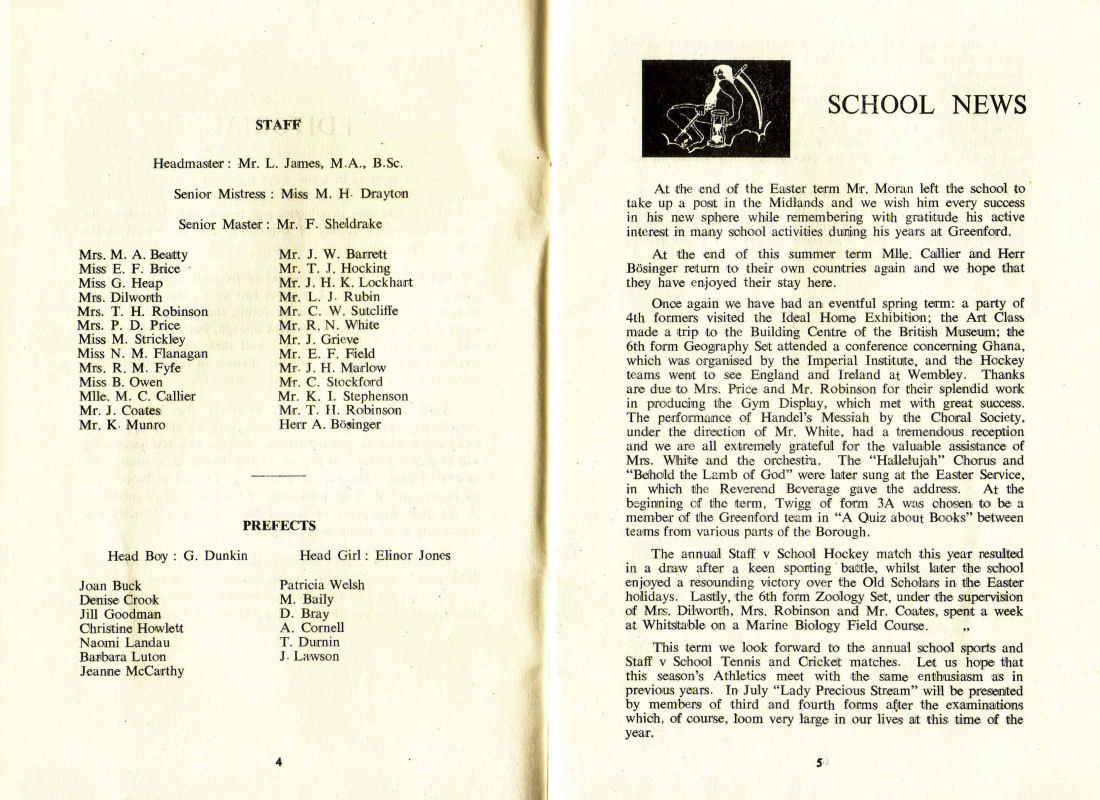 STAFF
Headmaster : Mr. L. James, M.A., B.Sc.
Senior Mistress : Miss M. H. Drayton
Senior Master : Mr. F. Sheldrake
Mrs. M. A. Beatty
Miss E. F. Brice
Miss G. Heap
Mrs. Dilworth
Mrs. T. H. Robinson
Mrs. P. D. Price
Miss M. Strickley
Miss N. M. Flanagan
Mrs. R. M. Fyfe
Miss B. Owen
Mlle. M. C. Callier
Mr. J. Coates
Mr. K. Munro
Mr. J. W. Barrett
Mr. T. J. Hocking
Mr. J. H. K. Lockhart
Mr. L. J. Rubin
Mr. C. W. Sutcliffe
Mr. R. N. White
Mr. J. Grieve
Mr. E. F. Field
Mr. J. H. Marlow
Mr. C. Stockford
Mr. K. I. Stephenson
Mr. T. H. Robinson
Herr A. Bösinger
PREFECTS
Head Boy : G. Dunkin Head Girl : Elinor Jones
Joan Buck
Denise Crook
Jill Goodman
Christine Howlett
Naomi Landau
Barbara Luton
Jeanne McCarthy
Patricia Welsh
M. Baily
D. Bray
A. Cornell
T. Durnin
J. Lawson
4
SCHOOL NEWS
At the end of the Easter term Mr. Moran left the school to
take up a post in the Midlands and we wish him every success
in his new sphere while remembering with gratitude his active
interest in many school activities during his years at Greenford.
At the end of this summer term Mlle. Callier and Herr
Bösinger return to their own countries again and we hope that
they have enjoyed their stay here.
Once again we have had an eventful spring term: a party of
4th formers visited the Ideal Home Exhibition; the Art Class
made a trip to the Building Centre of the British Museum; the
6th form Geography Set attended a conference concerning Ghana,
which was organised by the Imperial Institute, and the Hockey
teams went to see England and Ireland at Wembley. Thanks
are due to Mrs. Price and Mr. Robinson for their splendid work
in producing the Gym Display, which met with great success.
The performance of Handel's Messiah by the Choral Society,
under the direction of Mr. White, had a tremendous reception
and we are all extremely grateful for the valuable assistance of
Mrs. White and the orchestra. The "Hallelujah" Chorus and
"Behold the Lamb of God" were later sung at the Easter Service,
in which the Reverend Beverage gave the address. At the
beginning of the term, Twigg of form 3A was chosen to be a
member of the Greenford team in "A Quiz about Books" between
teams from various parts of the Borough.
The annual Staff v School Hockey match this year resulted
in a draw after a keen sporting battle, whilst later the school
enjoyed a resounding victory over the Old Scholars in the Easter
holidays. Lastly, the 6th form Zoology Set, under the supervision
of Mrs. Dilworth, Mrs. Robinson and Mr. Coates, spent a week
at Whitstable on a Marine Biology Field Course. „
This term we look forward to the annual school sports and
Staff v School Tennis and Cricket matches. Let us hope that
this season's Athletics meet with the same enthusiasm as in
previous years. In July "Lady Precious Stream" will be presented
by members of third and fourth forms after the examinations
which, of course, loom very large in our lives at this time of the
year.
5